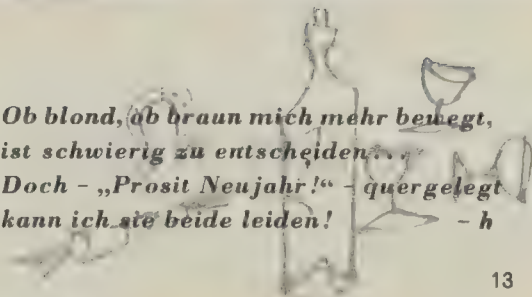 Ob blond, ob braun mich mehr bewegt,
ist schwierig zu entscheiden...
Doch - „Prosit Neujahr!“ - quergelegt
kann ich sie beide leiden! - h
13